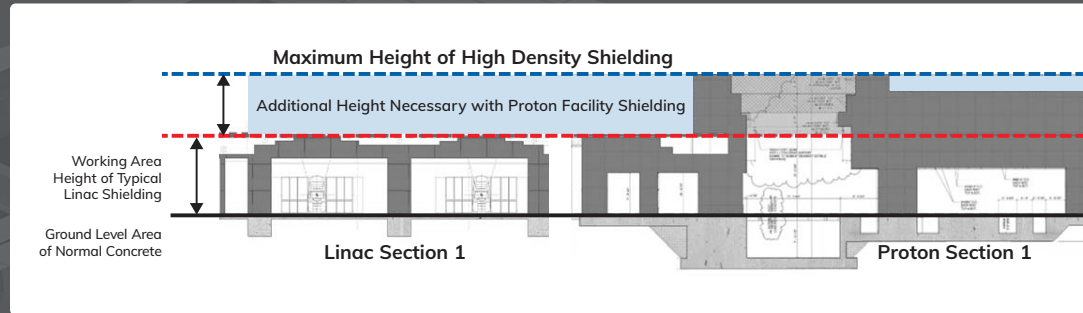 Maximum Height of High Density Shielding
Additional Height Necessary with Proton Facility Shielding
Working Area
Height of Typical
Linac Shielding
Ground Level Area
of Normal Concrete
Linac Section 1
Proton Section 1